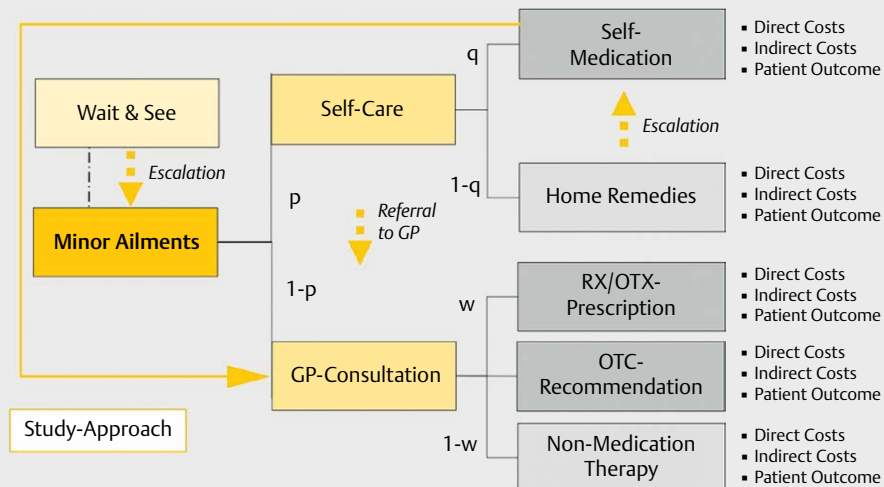 Wait & See
Escalation
Minor Ailments
Study-Approach
p
1-p
Self-Care
Referral
to GP
GP-Consultation
q
1-q
w
1-w
Self-
Medication
Escalation
Home Remedies
RX/OTX-
Prescription
OTC-
Recommendation
Non-Medication
Therapy
▪ Direct Costs
▪ Indirect Costs
▪ Patient Outcome
▪ Direct Costs
▪ Indirect Costs
▪ Patient Outcome
▪ Direct Costs
▪ Indirect Costs
▪ Patient Outcome
▪ Direct Costs
▪ Indirect Costs
▪ Patient Outcome
▪ Direct Costs
▪ Indirect Costs
▪ Patient Outcome